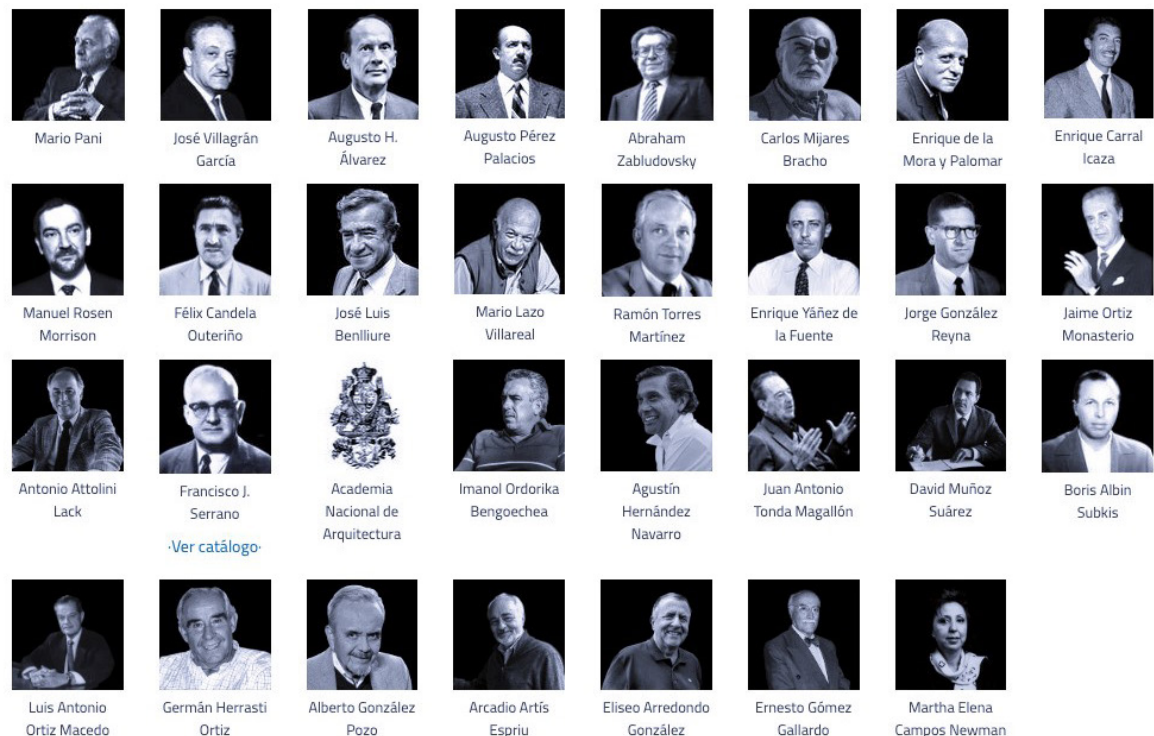 Mario Pani
José Villagrán
García
Augusto H.
Álvarez
Augusto Pérez
Palacios
Abraham
Zabludovsky
Carlos Mijares
Bracho
Enrique de la
Mora y Palomar
Enrique Carral
Icaza
Manuel Rosen
Morrison
Félix Candela
Outeriño
José Luis
Benlliure
Mario Lazo
Villareal
Ramón Torres
Martínez
Enrique Yáñez de
la Fuente
Jorge González
Reyna
Jaime Ortiz
Monasterio
Antonio Attolini
Lack
Francisco J.
Serrano
·Ver catálogo·
Academia
Nacional de
Arquitectura
Imanol Ordorika
Bengoechea
Agustín
Hernández
Navarro
Juan Antonio
Tonda Magallón
David Muñoz
Suárez
Boris Albin
Subkis
Luis Antonio
Ortiz Macedo
Germán Herrasti
Ortiz
Alberto González
Pozo
Arcadio Artís
Espriu
Eliseo Arredondo
González
Ernesto Gómez
Gallardo
Martha Elena
Campos Newman